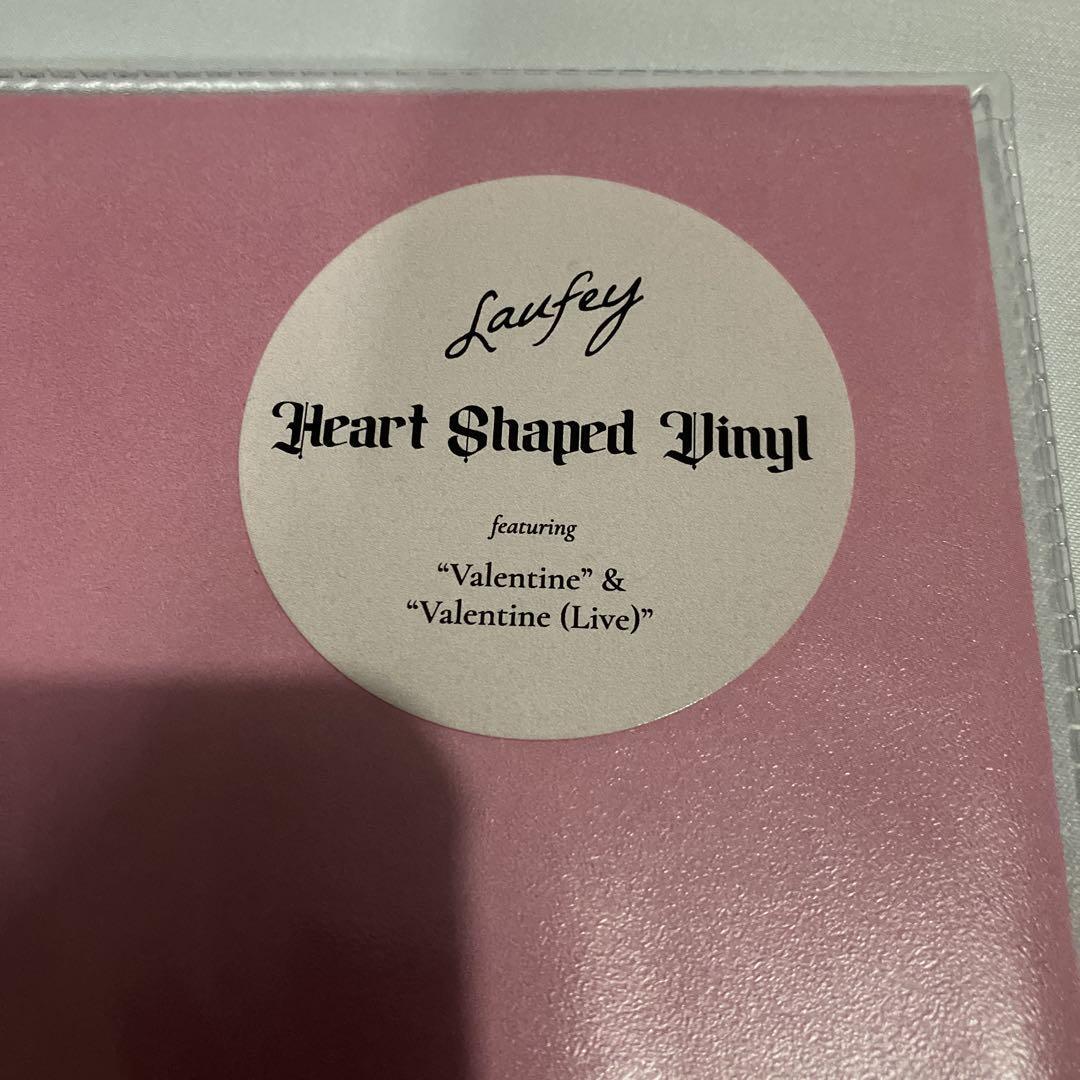 Laufey
Heart Shaped Vinyl
featuring
“Valentine” &
“Valentine (Live)”